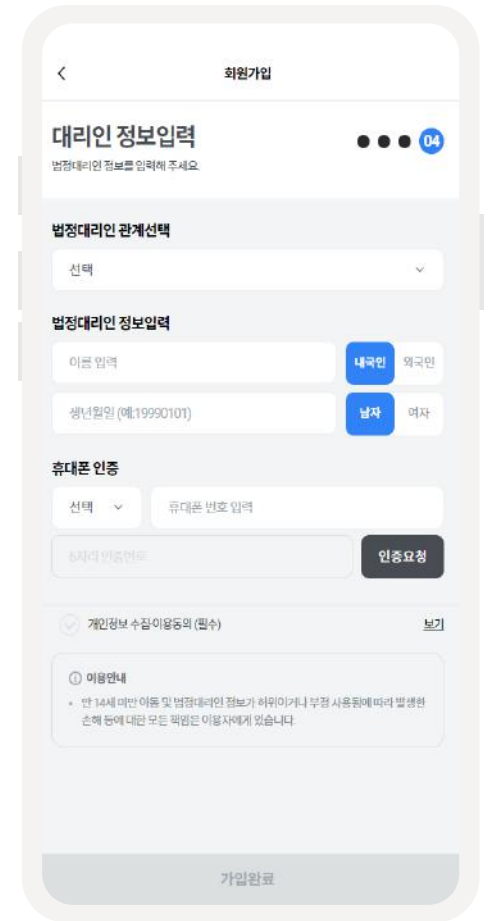 회원가입
대리인 정보입력
04
법정대리인 정보를 입력해 주세요.
법정대리인 관계선택
선택
법정대리인 정보입력
이름 입력 내국인 외국인
생년월일 (예:19990101) 남자 여자
휴대폰 인증
선택 휴대폰 번호 입력
6자리 인증번호 인증요청
개인정보 수집·이용동의 (필수) 보기
이용안내
만 14세 미만 아동 및 법정대리인 정보가 허위이거나 부정 사용됨에 따라 발생한
손해 등에 대한 모든 책임은 이용자에게 있습니다.
가입완료